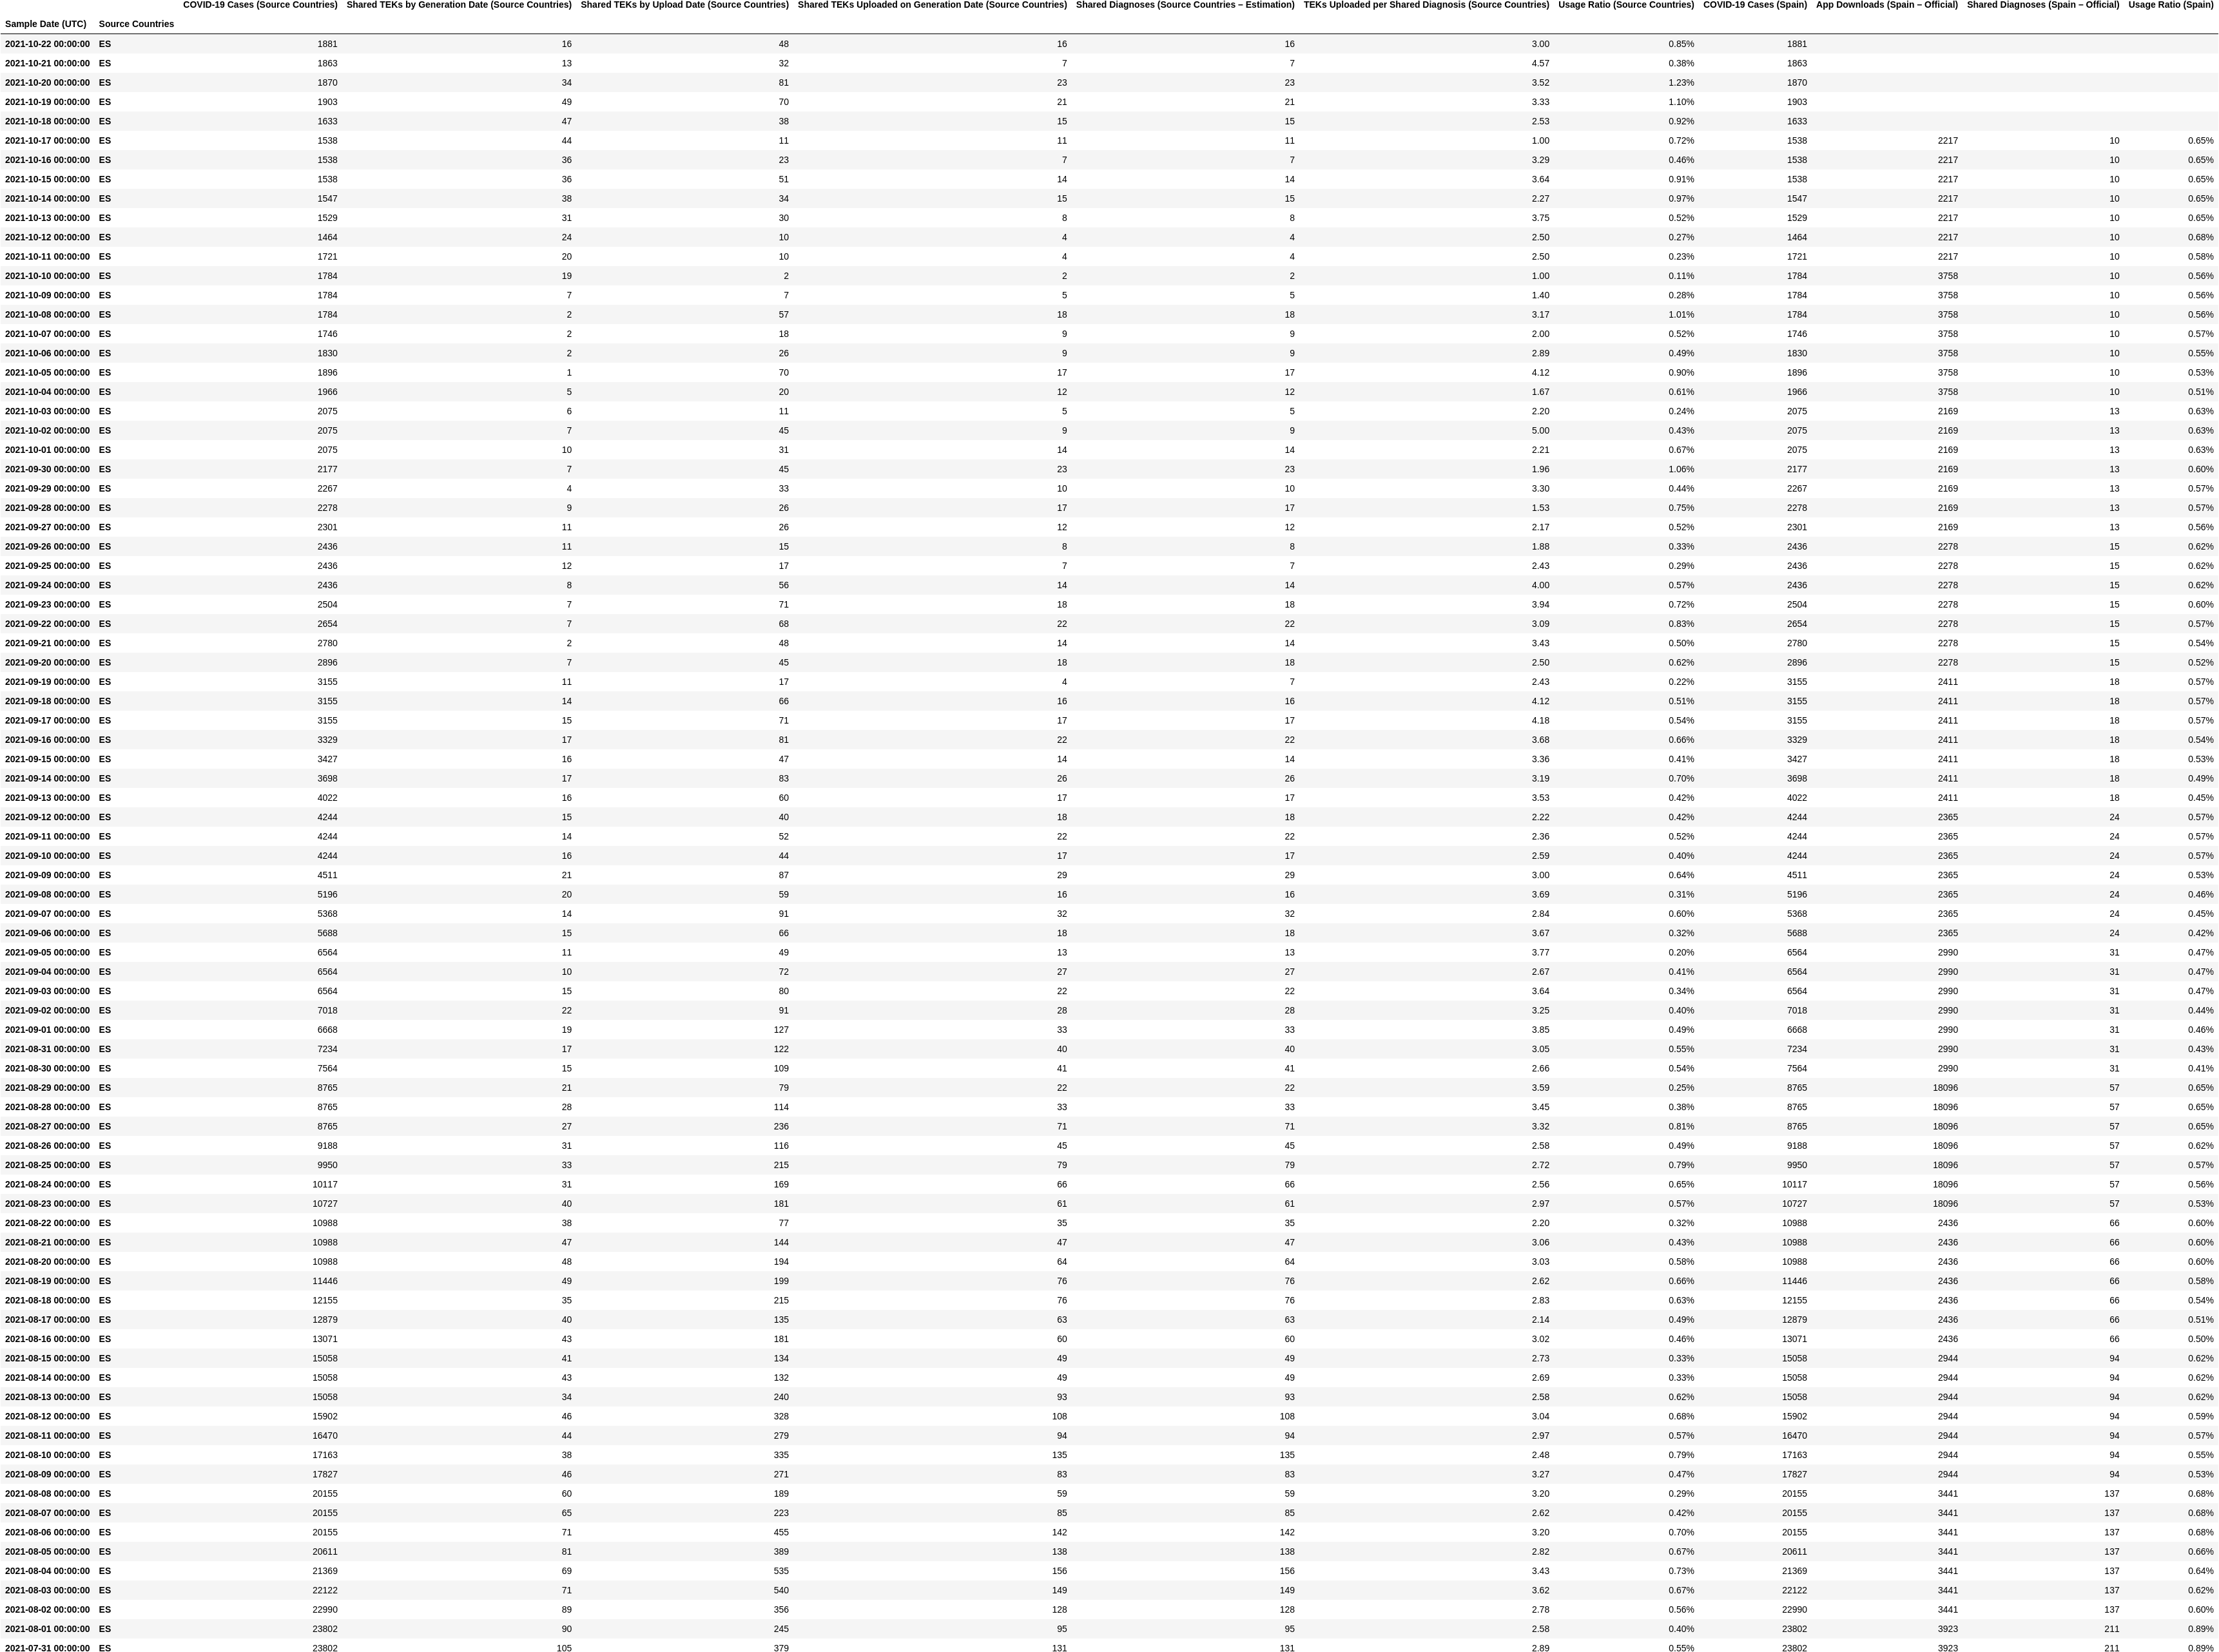 COVID-19 Cases (Source Countries) Shared TEKs by Generation Date (Source Countries) Shared TEKs by Upload Date (Source Countries) Shared TEKs Uploaded on Generation Date (Source Countries) Shared Diagnoses (Source Countries – Estimation) TEKs Uploaded per Shared Diagnosis (Source Countries) Usage Ratio (Source Countries) COVID-19 Cases (Spain) App Downloads (Spain – Official) Shared Diagnoses (Spain – Official) Usage Ratio (Spain)
Sample Date (UTC) Source Countries
2021-10-22 00:00:00 ES 1881 16 48 16 16 3.00 0.85% 1881
2021-10-21 00:00:00 ES 1863 13 32 7 7 4.57 0.38% 1863
2021-10-20 00:00:00 ES 1870 34 81 23 23 3.52 1.23% 1870
2021-10-19 00:00:00 ES 1903 49 70 21 21 3.33 1.10% 1903
2021-10-18 00:00:00 ES 1633 47 38 15 15 2.53 0.92% 1633
2021-10-17 00:00:00 ES 1538 44 11 11 11 1.00 0.72% 1538 2217 10 0.65%
2021-10-16 00:00:00 ES 1538 36 23 7 7 3.29 0.46% 1538 2217 10 0.65%
2021-10-15 00:00:00 ES 1538 36 51 14 14 3.64 0.91% 1538 2217 10 0.65%
2021-10-14 00:00:00 ES 1547 38 34 15 15 2.27 0.97% 1547 2217 10 0.65%
2021-10-13 00:00:00 ES 1529 31 30 8 8 3.75 0.52% 1529 2217 10 0.65%
2021-10-12 00:00:00 ES 1464 24 10 4 4 2.50 0.27% 1464 2217 10 0.68%
2021-10-11 00:00:00 ES 1721 20 10 4 4 2.50 0.23% 1721 2217 10 0.58%
2021-10-10 00:00:00 ES 1784 19 2 2 2 1.00 0.11% 1784 3758 10 0.56%
2021-10-09 00:00:00 ES 1784 7 7 5 5 1.40 0.28% 1784 3758 10 0.56%
2021-10-08 00:00:00 ES 1784 2 57 18 18 3.17 1.01% 1784 3758 10 0.56%
2021-10-07 00:00:00 ES 1746 2 18 9 9 2.00 0.52% 1746 3758 10 0.57%
2021-10-06 00:00:00 ES 1830 2 26 9 9 2.89 0.49% 1830 3758 10 0.55%
2021-10-05 00:00:00 ES 1896 1 70 17 17 4.12 0.90% 1896 3758 10 0.53%
2021-10-04 00:00:00 ES 1966 5 20 12 12 1.67 0.61% 1966 3758 10 0.51%
2021-10-03 00:00:00 ES 2075 6 11 5 5 2.20 0.24% 2075 2169 13 0.63%
2021-10-02 00:00:00 ES 2075 7 45 9 9 5.00 0.43% 2075 2169 13 0.63%
2021-10-01 00:00:00 ES 2075 10 31 14 14 2.21 0.67% 2075 2169 13 0.63%
2021-09-30 00:00:00 ES 2177 7 45 23 23 1.96 1.06% 2177 2169 13 0.60%
2021-09-29 00:00:00 ES 2267 4 33 10 10 3.30 0.44% 2267 2169 13 0.57%
2021-09-28 00:00:00 ES 2278 9 26 17 17 1.53 0.75% 2278 2169 13 0.57%
2021-09-27 00:00:00 ES 2301 11 26 12 12 2.17 0.52% 2301 2169 13 0.56%
2021-09-26 00:00:00 ES 2436 11 15 8 8 1.88 0.33% 2436 2278 15 0.62%
2021-09-25 00:00:00 ES 2436 12 17 7 7 2.43 0.29% 2436 2278 15 0.62%
2021-09-24 00:00:00 ES 2436 8 56 14 14 4.00 0.57% 2436 2278 15 0.62%
2021-09-23 00:00:00 ES 2504 7 71 18 18 3.94 0.72% 2504 2278 15 0.60%
2021-09-22 00:00:00 ES 2654 7 68 22 22 3.09 0.83% 2654 2278 15 0.57%
2021-09-21 00:00:00 ES 2780 2 48 14 14 3.43 0.50% 2780 2278 15 0.54%
2021-09-20 00:00:00 ES 2896 7 45 18 18 2.50 0.62% 2896 2278 15 0.52%
2021-09-19 00:00:00 ES 3155 11 17 4 7 2.43 0.22% 3155 2411 18 0.57%
2021-09-18 00:00:00 ES 3155 14 66 16 16 4.12 0.51% 3155 2411 18 0.57%
2021-09-17 00:00:00 ES 3155 15 71 17 17 4.18 0.54% 3155 2411 18 0.57%
2021-09-16 00:00:00 ES 3329 17 81 22 22 3.68 0.66% 3329 2411 18 0.54%
2021-09-15 00:00:00 ES 3427 16 47 14 14 3.36 0.41% 3427 2411 18 0.53%
2021-09-14 00:00:00 ES 3698 17 83 26 26 3.19 0.70% 3698 2411 18 0.49%
2021-09-13 00:00:00 ES 4022 16 60 17 17 3.53 0.42% 4022 2411 18 0.45%
2021-09-12 00:00:00 ES 4244 15 40 18 18 2.22 0.42% 4244 2365 24 0.57%
2021-09-11 00:00:00 ES 4244 14 52 22 22 2.36 0.52% 4244 2365 24 0.57%
2021-09-10 00:00:00 ES 4244 16 44 17 17 2.59 0.40% 4244 2365 24 0.57%
2021-09-09 00:00:00 ES 4511 21 87 29 29 3.00 0.64% 4511 2365 24 0.53%
2021-09-08 00:00:00 ES 5196 20 59 16 16 3.69 0.31% 5196 2365 24 0.46%
2021-09-07 00:00:00 ES 5368 14 91 32 32 2.84 0.60% 5368 2365 24 0.45%
2021-09-06 00:00:00 ES 5688 15 66 18 18 3.67 0.32% 5688 2365 24 0.42%
2021-09-05 00:00:00 ES 6564 11 49 13 13 3.77 0.20% 6564 2990 31 0.47%
2021-09-04 00:00:00 ES 6564 10 72 27 27 2.67 0.41% 6564 2990 31 0.47%
2021-09-03 00:00:00 ES 6564 15 80 22 22 3.64 0.34% 6564 2990 31 0.47%
2021-09-02 00:00:00 ES 7018 22 91 28 28 3.25 0.40% 7018 2990 31 0.44%
2021-09-01 00:00:00 ES 6668 19 127 33 33 3.85 0.49% 6668 2990 31 0.46%
2021-08-31 00:00:00 ES 7234 17 122 40 40 3.05 0.55% 7234 2990 31 0.43%
2021-08-30 00:00:00 ES 7564 15 109 41 41 2.66 0.54% 7564 2990 31 0.41%
2021-08-29 00:00:00 ES 8765 21 79 22 22 3.59 0.25% 8765 18096 57 0.65%
2021-08-28 00:00:00 ES 8765 28 114 33 33 3.45 0.38% 8765 18096 57 0.65%
2021-08-27 00:00:00 ES 8765 27 236 71 71 3.32 0.81% 8765 18096 57 0.65%
2021-08-26 00:00:00 ES 9188 31 116 45 45 2.58 0.49% 9188 18096 57 0.62%
2021-08-25 00:00:00 ES 9950 33 215 79 79 2.72 0.79% 9950 18096 57 0.57%
2021-08-24 00:00:00 ES 10117 31 169 66 66 2.56 0.65% 10117 18096 57 0.56%
2021-08-23 00:00:00 ES 10727 40 181 61 61 2.97 0.57% 10727 18096 57 0.53%
2021-08-22 00:00:00 ES 10988 38 77 35 35 2.20 0.32% 10988 2436 66 0.60%
2021-08-21 00:00:00 ES 10988 47 144 47 47 3.06 0.43% 10988 2436 66 0.60%
2021-08-20 00:00:00 ES 10988 48 194 64 64 3.03 0.58% 10988 2436 66 0.60%
2021-08-19 00:00:00 ES 11446 49 199 76 76 2.62 0.66% 11446 2436 66 0.58%
2021-08-18 00:00:00 ES 12155 35 215 76 76 2.83 0.63% 12155 2436 66 0.54%
2021-08-17 00:00:00 ES 12879 40 135 63 63 2.14 0.49% 12879 2436 66 0.51%
2021-08-16 00:00:00 ES 13071 43 181 60 60 3.02 0.46% 13071 2436 66 0.50%
2021-08-15 00:00:00 ES 15058 41 134 49 49 2.73 0.33% 15058 2944 94 0.62%
2021-08-14 00:00:00 ES 15058 43 132 49 49 2.69 0.33% 15058 2944 94 0.62%
2021-08-13 00:00:00 ES 15058 34 240 93 93 2.58 0.62% 15058 2944 94 0.62%
2021-08-12 00:00:00 ES 15902 46 328 108 108 3.04 0.68% 15902 2944 94 0.59%
2021-08-11 00:00:00 ES 16470 44 279 94 94 2.97 0.57% 16470 2944 94 0.57%
2021-08-10 00:00:00 ES 17163 38 335 135 135 2.48 0.79% 17163 2944 94 0.55%
2021-08-09 00:00:00 ES 17827 46 271 83 83 3.27 0.47% 17827 2944 94 0.53%
2021-08-08 00:00:00 ES 20155 60 189 59 59 3.20 0.29% 20155 3441 137 0.68%
2021-08-07 00:00:00 ES 20155 65 223 85 85 2.62 0.42% 20155 3441 137 0.68%
2021-08-06 00:00:00 ES 20155 71 455 142 142 3.20 0.70% 20155 3441 137 0.68%
2021-08-05 00:00:00 ES 20611 81 389 138 138 2.82 0.67% 20611 3441 137 0.66%
2021-08-04 00:00:00 ES 21369 69 535 156 156 3.43 0.73% 21369 3441 137 0.64%
2021-08-03 00:00:00 ES 22122 71 540 149 149 3.62 0.67% 22122 3441 137 0.62%
2021-08-02 00:00:00 ES 22990 89 356 128 128 2.78 0.56% 22990 3441 137 0.60%
2021-08-01 00:00:00 ES 23802 90 245 95 95 2.58 0.40% 23802 3923 211 0.89%
2021-07-31 00:00:00 ES 23802 105 379 131 131 2.89 0.55% 23802 3923 211 0.89%